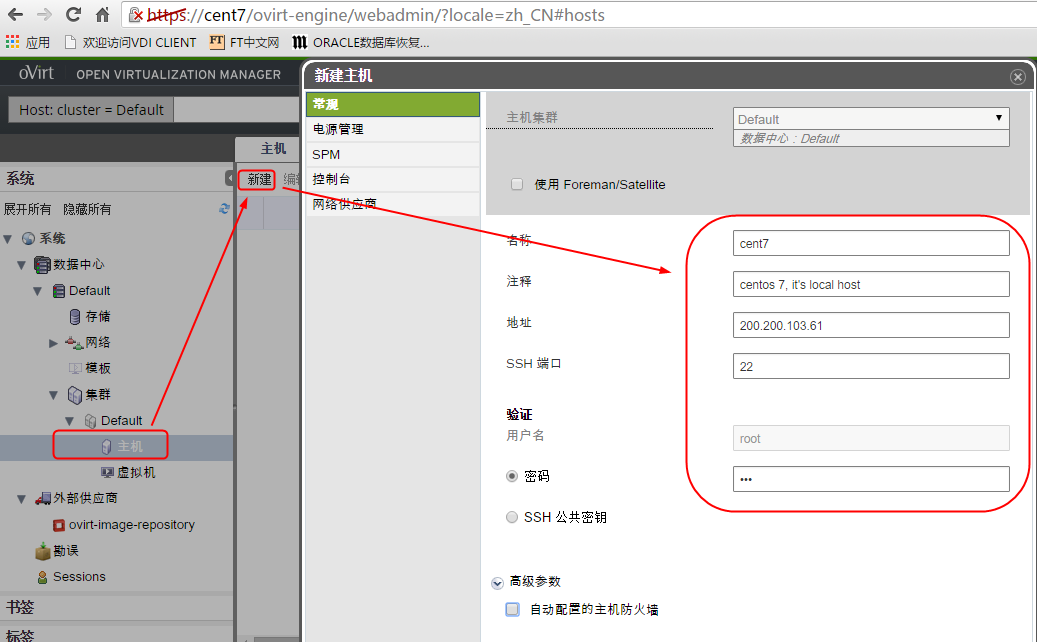 https://cent7/ovirt-engine/webadmin/?locale=zh_CN#hosts
应用 欢迎访问VDI CLIENT FT FT中文网 ORACLE数据库恢复...
oVirt OPEN VIRTUALIZATION MANAGER
Host: cluster = Default
主机
系统
新建 编辑
展开所有 隐藏所有
系统
数据中心
Default
存储
网络
模板
集群
Default
主机
虚拟机
外部供应商
ovirt-image-repository
勘误
Sessions
书签
标签
新建主机
常规
电源管理
SPM
控制台
网络供应商
主机集群 Default
数据中心：Default
使用 Foreman/Satellite
名称 cent7
注释 centos 7, it's local host
地址 200.200.103.61
SSH 端口 22
验证
用户名 root
密码 •••
SSH 公共密钥
高级参数
自动配置的主机防火墙